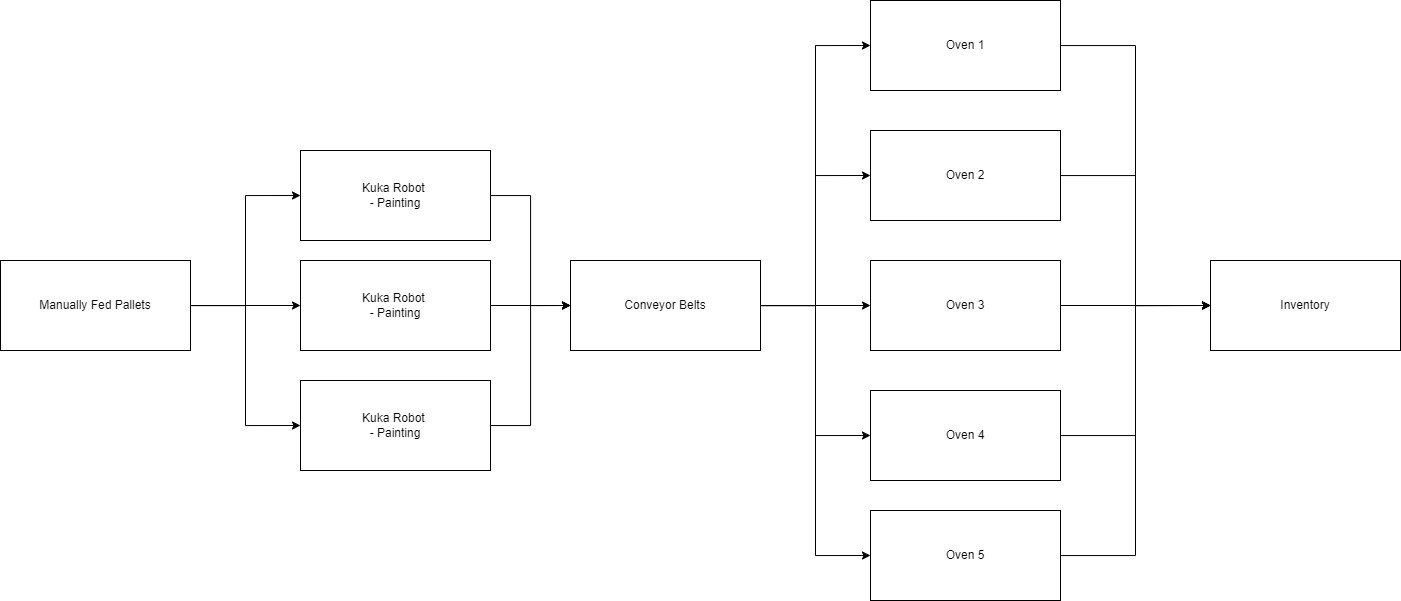 Manually Fed Pallets
Kuka Robot
- Painting
Kuka Robot
- Painting
Kuka Robot
- Painting
Conveyor Belts
Oven 1
Oven 2
Oven 3
Oven 4
Oven 5
Inventory